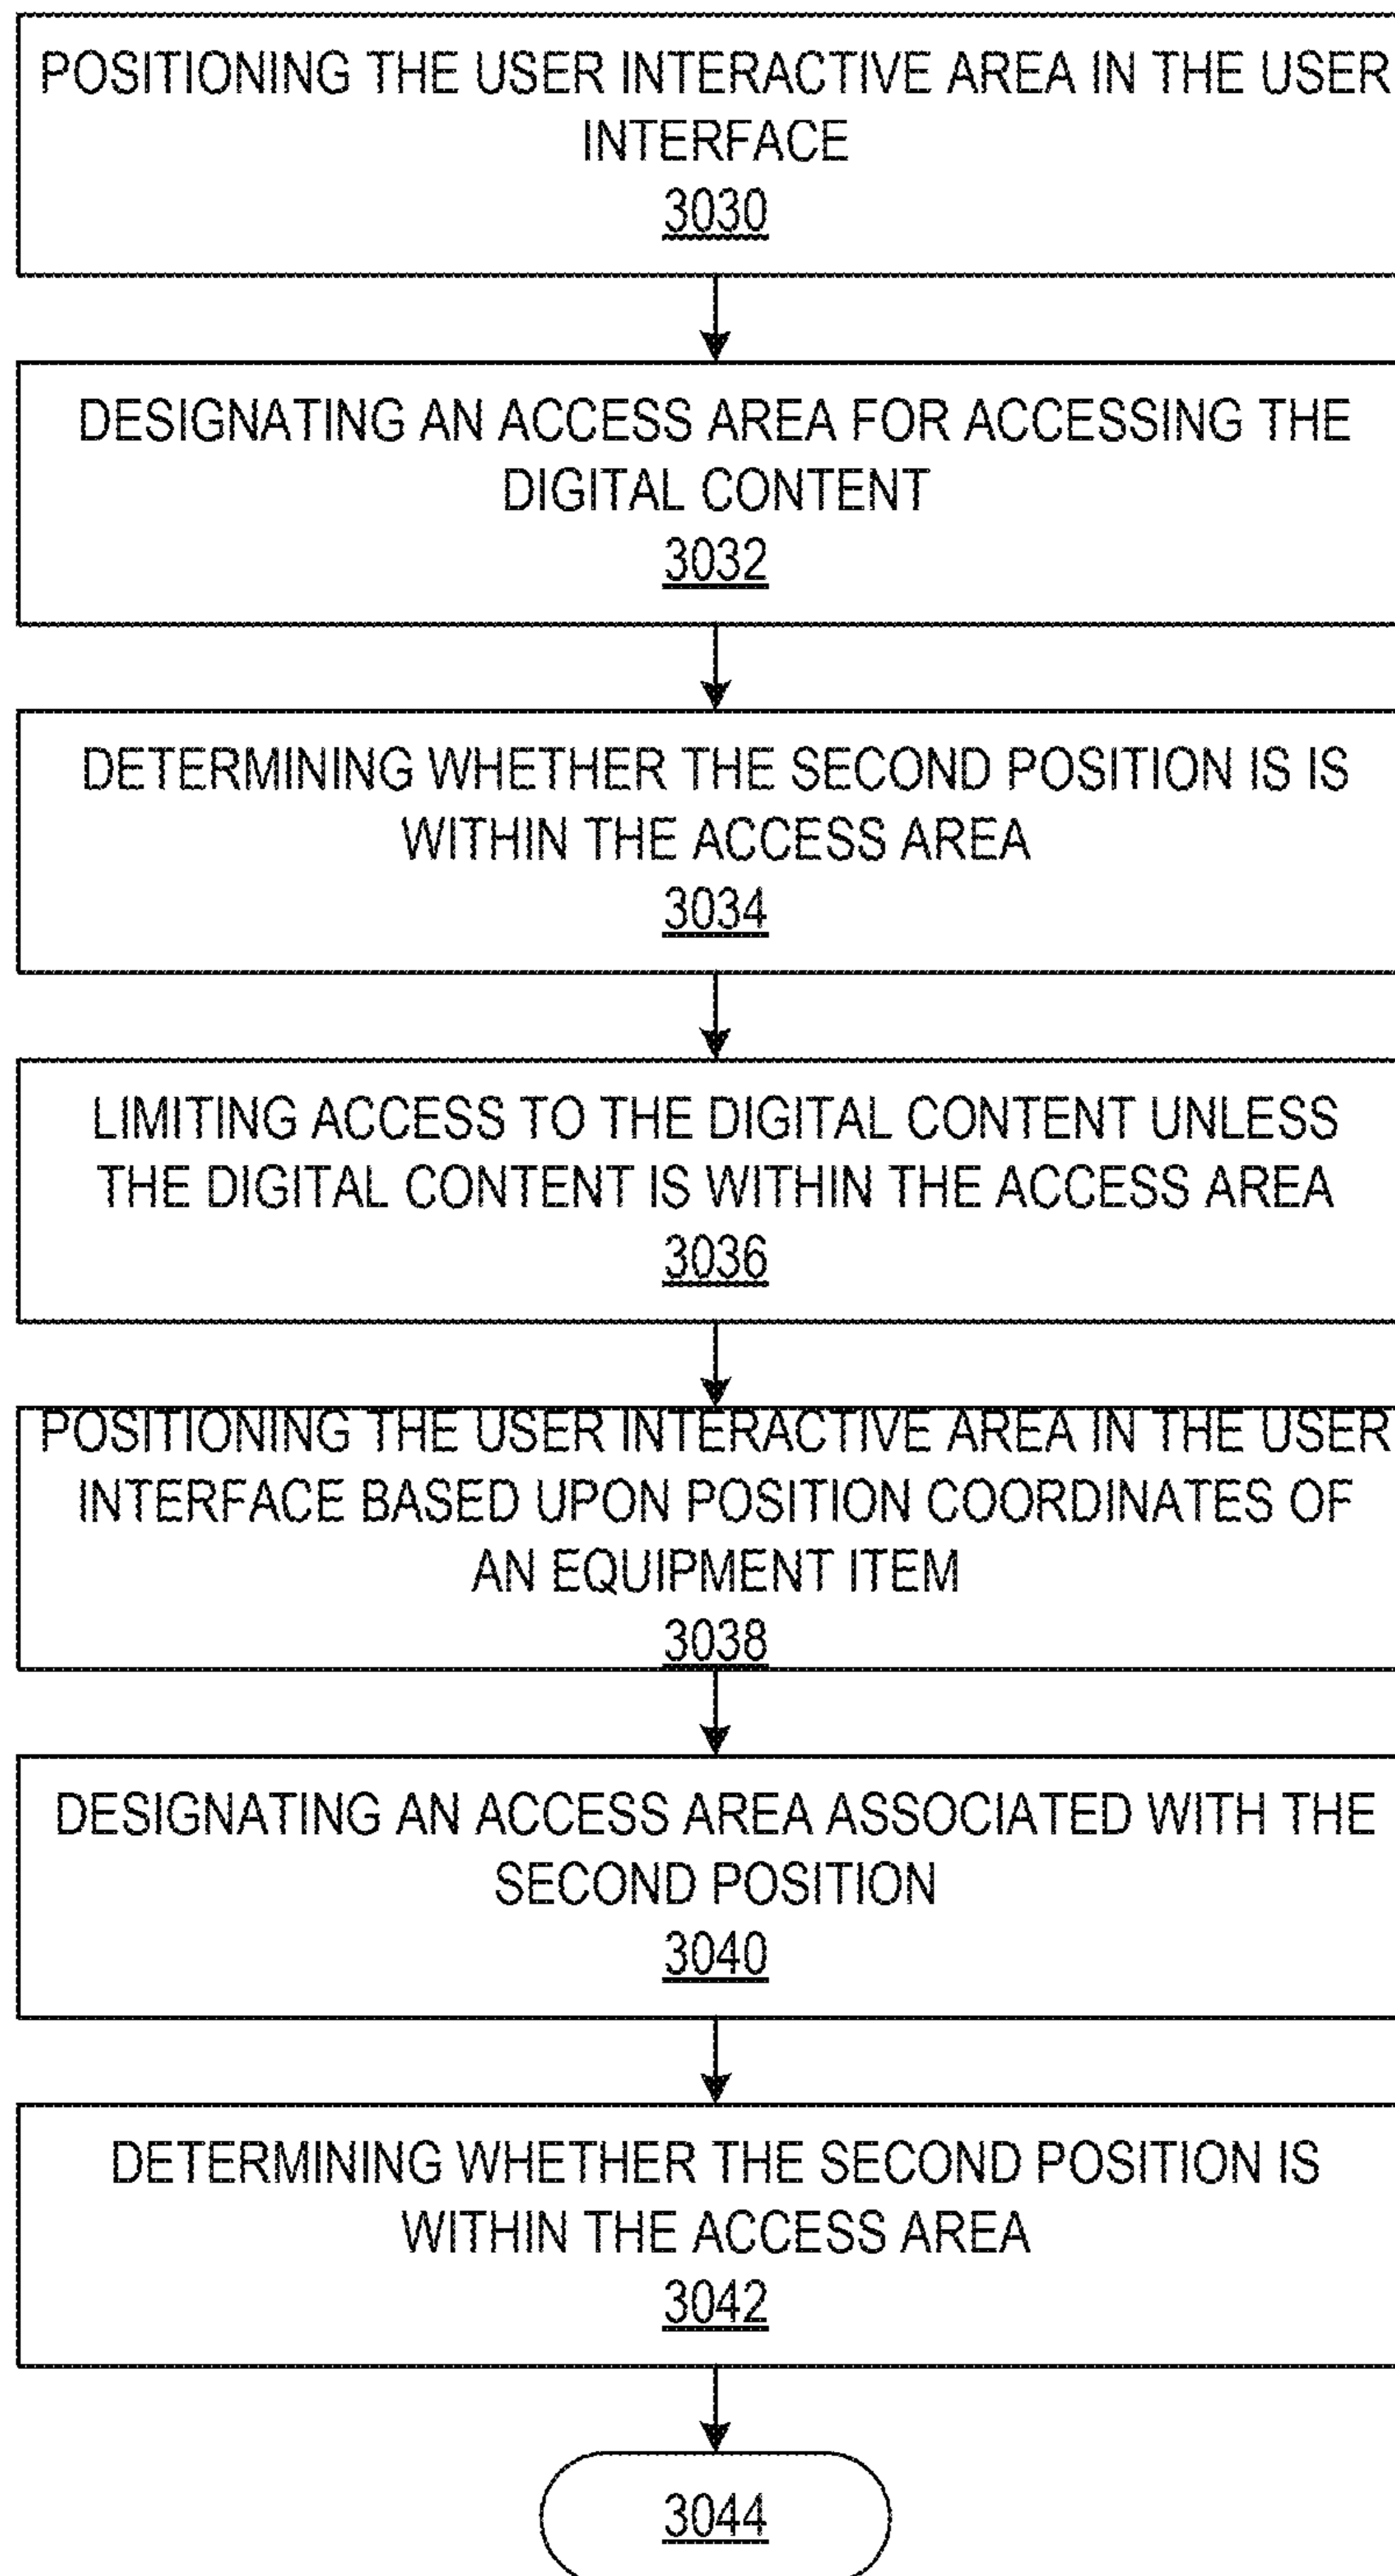 POSITIONING THE USER INTERACTIVE AREA IN THE USER
INTERFACE
3030
DESIGNATING AN ACCESS AREA FOR ACCESSING THE
DIGITAL CONTENT
3032
DETERMINING WHETHER THE SECOND POSITION IS IS
WITHIN THE ACCESS AREA
3034
LIMITING ACCESS TO THE DIGITAL CONTENT UNLESS
THE DIGITAL CONTENT IS WITHIN THE ACCESS AREA
3036
POSITIONING THE USER INTERACTIVE AREA IN THE USER
INTERFACE BASED UPON POSITION COORDINATES OF
AN EQUIPMENT ITEM
3038
DESIGNATING AN ACCESS AREA ASSOCIATED WITH THE
SECOND POSITION
3040
DETERMINING WHETHER THE SECOND POSITION IS
WITHIN THE ACCESS AREA
3042
3044